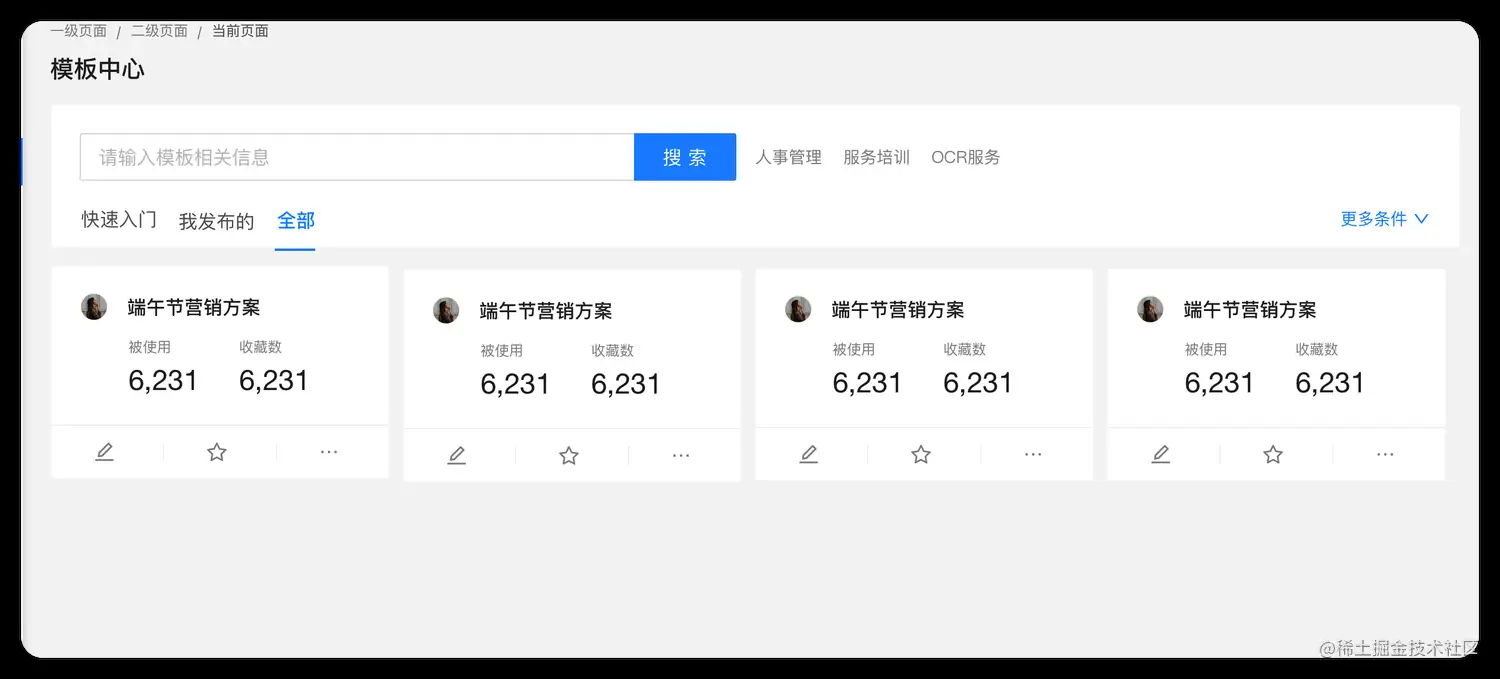 一级页面 / 二级页面 / 当前页面
模板中心
请输入模板相关信息 搜 索 人事管理 服务培训 OCR服务
快速入门 我发布的 全部 更多条件
端午节营销方案 端午节营销方案 端午节营销方案 端午节营销方案
被使用 收藏数 被使用 收藏数 被使用 收藏数 被使用 收藏数
6,231 6,231 6,231 6,231 6,231 6,231 6,231 6,231
@稀土掘金技术社区